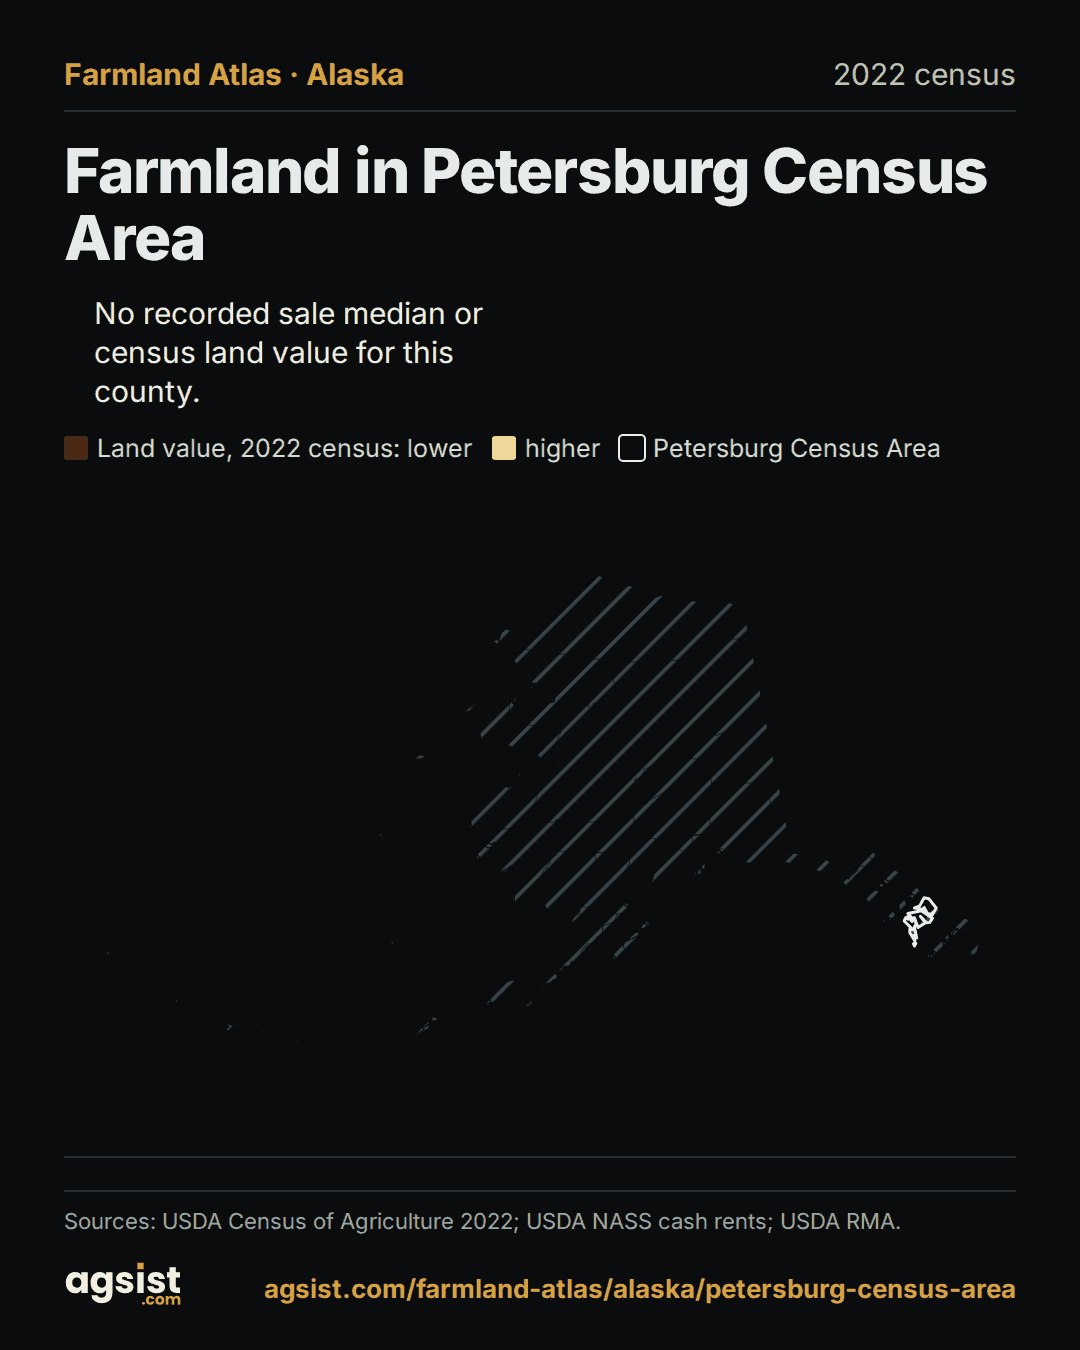 Farmland Atlas · Alaska
2022 census
Farmland in Petersburg Census
Area
No recorded sale median or
census land value for this
county.
Land value, 2022 census: lower
higher
Petersburg Census Area
Sources: USDA Census of Agriculture 2022; USDA NASS cash rents; USDA RMA.
agsist
.com
agsist.com/farmland-atlas/alaska/petersburg-census-area